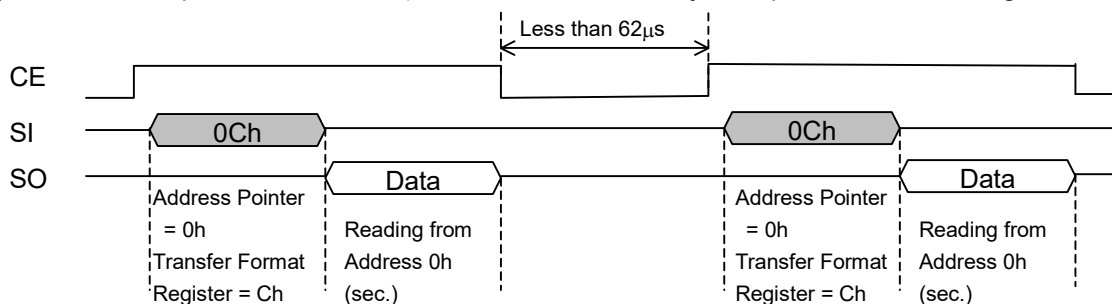 Less than 62μs
CE
SI
0Ch
0Ch
SO
Data
Data
Address Pointer
= 0h
Transfer Format
Register = Ch
Reading from
Address 0h
(sec.)
Address Pointer
= 0h
Transfer Format
Register = Ch
Reading from
Address 0h
(sec.)